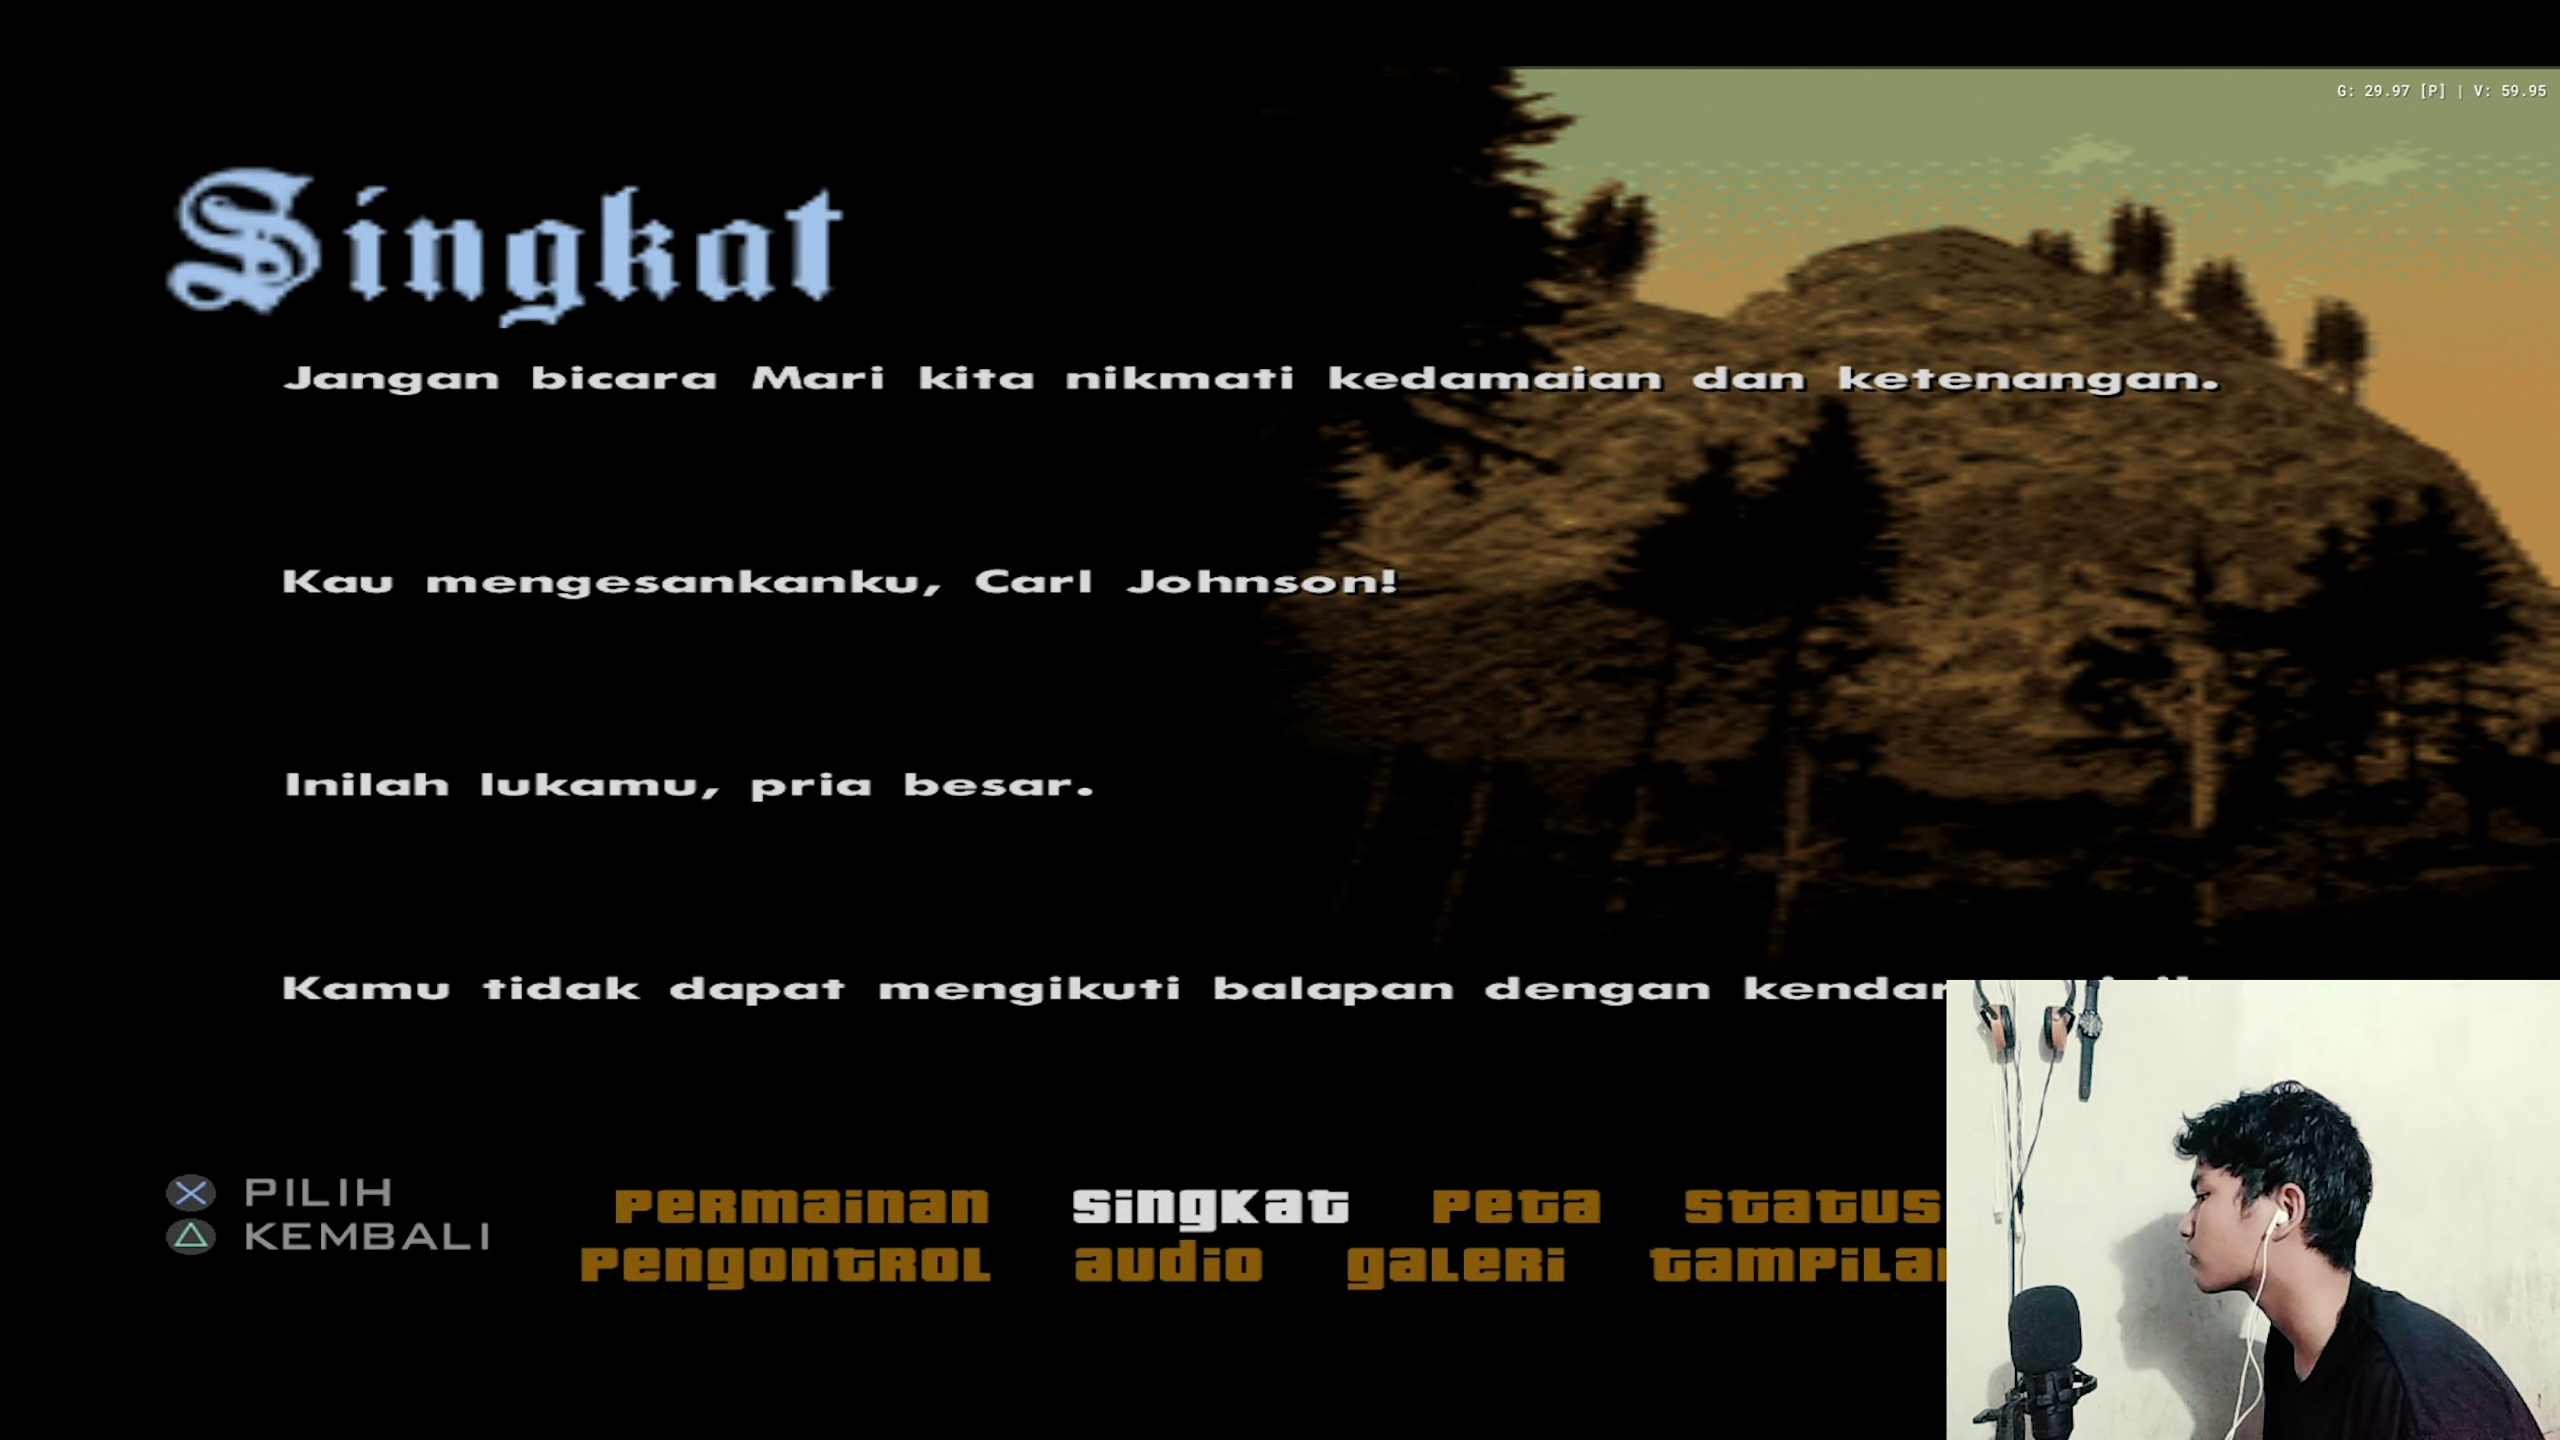 G: 29.97 [P] | V: 59.95
Singkat
Jangan bicara Mari kita nikmati kedamaian dan ketenangan.
Kau mengesankanku, Carl Johnson!
Inilah lukamu, pria besar.
Kamu tidak dapat mengikuti balapan dengan
PILIH
KEMBALI
PERMAINAN SINGKAT PETA STATUS
PENGONTROL AUDIO GALERI